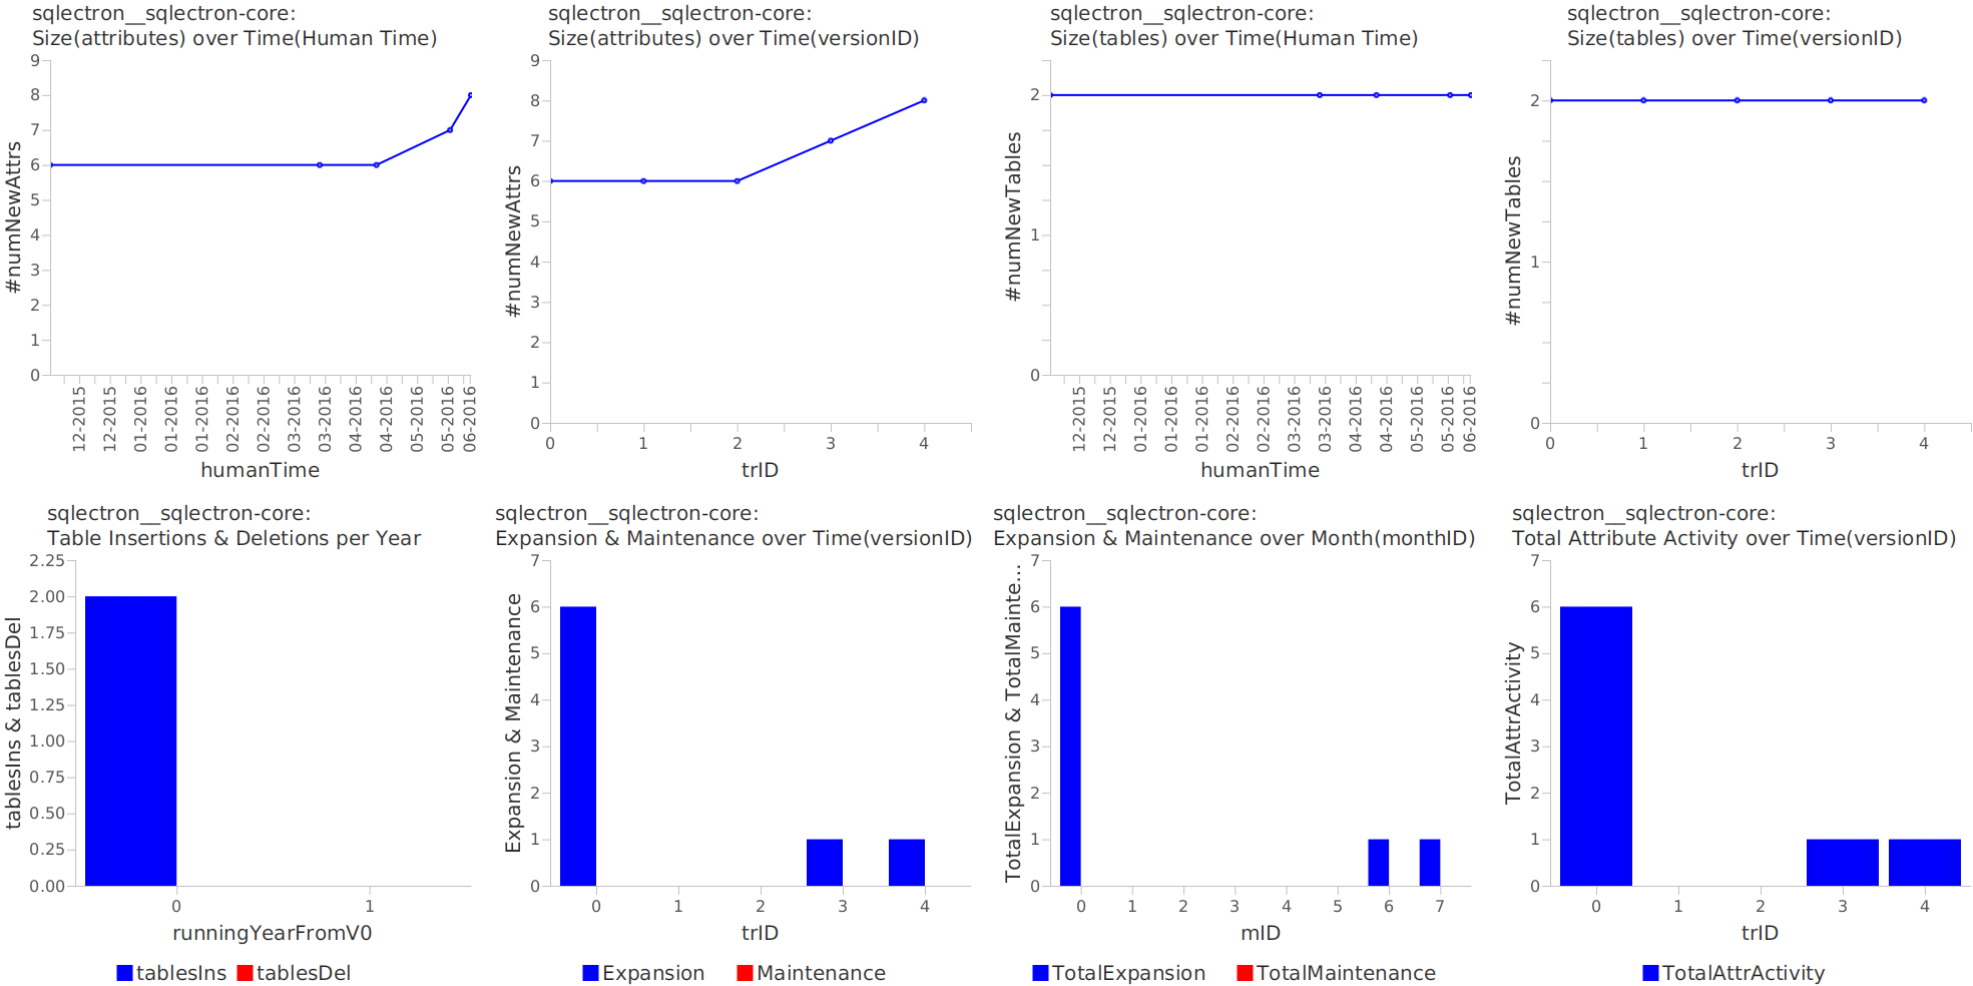 sqlectron__sqlectron-core:
Size(attributes) over Time(Human Time)
9
8
7
6
5
4
3
2
1
0
#numNewAttrs
12-2015
12-2015
01-2016
01-2016
01-2016
02-2016
02-2016
03-2016
03-2016
04-2016
04-2016
05-2016
05-2016
06-2016
humanTime
sqlectron__sqlectron-core:
Size(attributes) over Time(versionID)
9
8
7
6
5
4
3
2
1
0
#numNewAttrs
0 1 2 3 4
trID
sqlectron__sqlectron-core:
Size(tables) over Time(Human Time)
2
1
0
#numNewTables
12-2015
12-2015
01-2016
01-2016
01-2016
02-2016
02-2016
03-2016
03-2016
04-2016
04-2016
05-2016
05-2016
06-2016
humanTime
sqlectron__sqlectron-core:
Size(tables) over Time(versionID)
2
1
0
#numNewTables
0 1 2 3 4
trID
sqlectron__sqlectron-core:
Table Insertions & Deletions per Year
2.25
2.00
1.75
1.50
1.25
1.00
0.75
0.50
0.25
0.00
tablesIns & tablesDel
0 1
runningYearFromV0
tablesIns tablesDel
sqlectron__sqlectron-core:
Expansion & Maintenance over Time(versionID)
7
6
5
4
3
2
1
0
Expansion & Maintenance
0 1 2 3 4
trID
Expansion Maintenance
sqlectron__sqlectron-core:
Expansion & Maintenance over Month(monthID)
7
6
5
4
3
2
1
0
TotalExpansion & TotalMainte...
0 1 2 3 4 5 6 7
mID
TotalExpansion TotalMaintenance
sqlectron__sqlectron-core:
Total Attribute Activity over Time(versionID)
7
6
5
4
3
2
1
0
TotalAttrActivity
0 1 2 3 4
trID
TotalAttrActivity